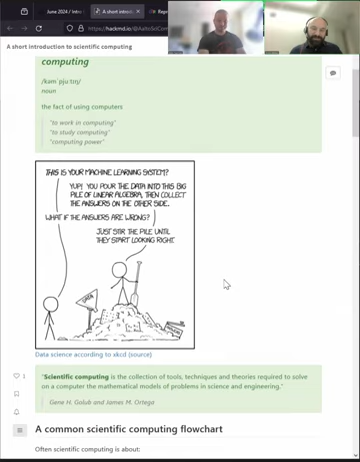 June 2024 / Intro
A short introd
Rep
https://hackmd.io/@AaltoSciCom
A short introduction to scientific computing
computing
/kəmˈpjuːtɪŋ/
noun
the fact of using computers
"to work in computing"
"to study computing"
"computing power"
THIS IS YOUR MACHINE LEARNING SYSTEM?
YUP! YOU POUR THE DATA INTO THIS BIG
PILE OF LINEAR ALGEBRA, THEN COLLECT
THE ANSWERS ON THE OTHER SIDE.
WHAT IF THE ANSWERS ARE WRONG?
JUST STIR THE PILE UNTIL
THEY START LOOKING RIGHT.
DATA
Data science according to xkcd (source)
1
"Scientific computing is the collection of tools, techniques and theories required to solve
on a computer the mathematical models of problems in science and engineering."
Gene H. Golub and James M. Ortega
A common scientific computing flowchart
Often scientific computing is about: